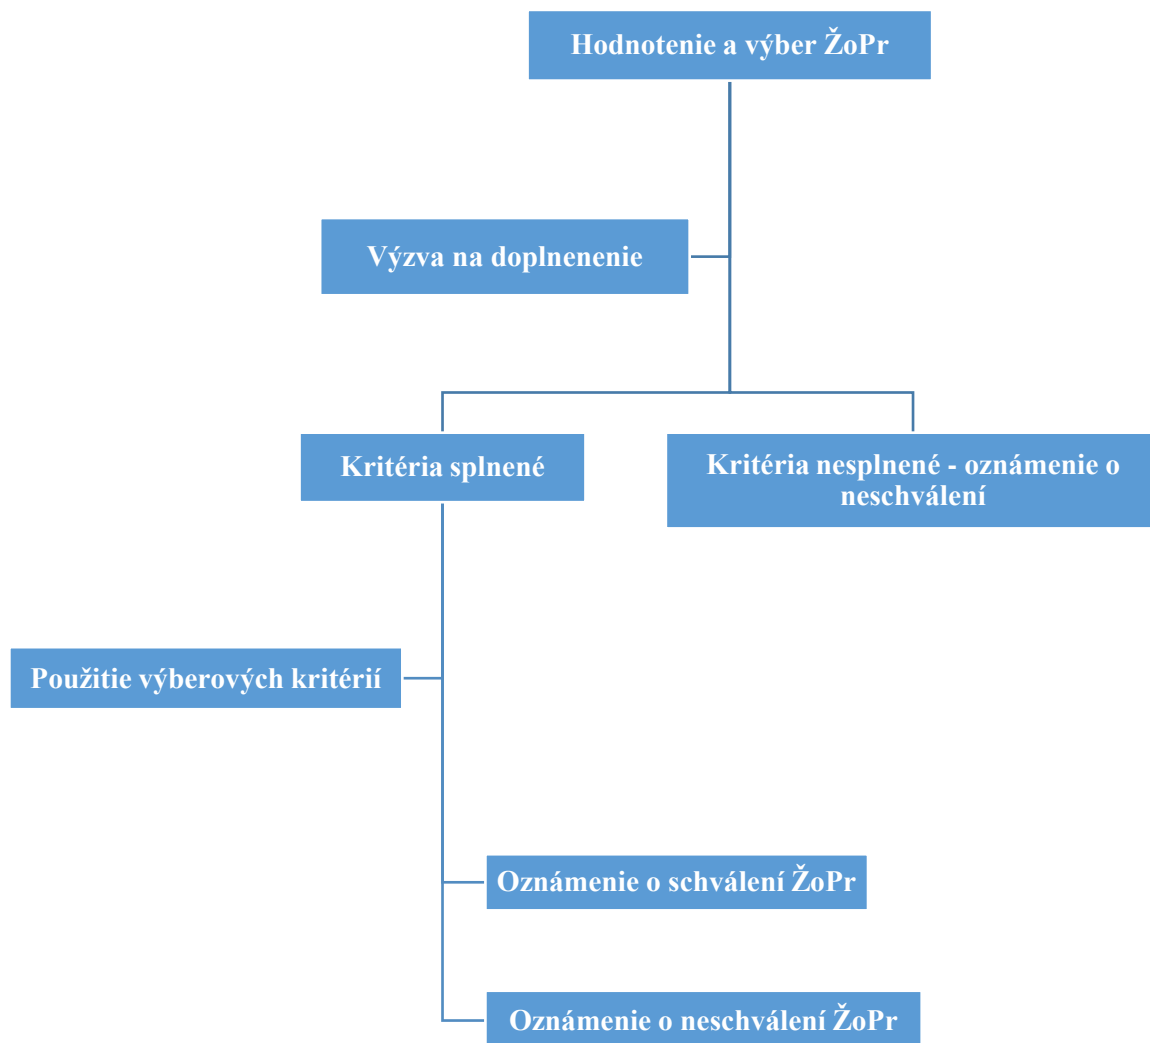 Hodnotenie a výber ŽoPr
Výzva na doplnenenie
Kritéria splnené
Kritéria nesplnené - oznámenie o
neschválení
Použitie výberových kritérií
Oznámenie o schválení ŽoPr
Oznámenie o neschválení ŽoPr